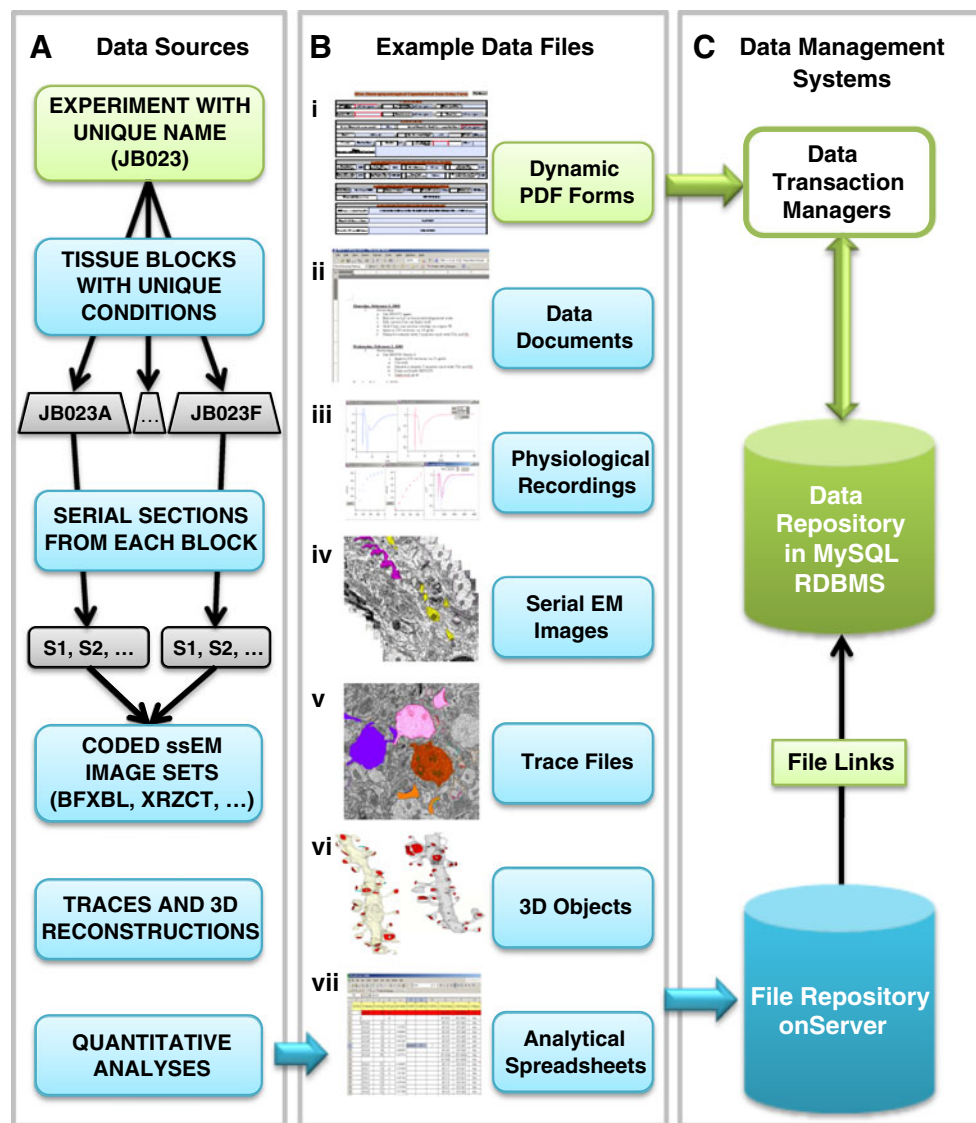 A Data Sources
EXPERIMENT WITH
UNIQUE NAME
(JB023)
TISSUE BLOCKS
WITH UNIQUE
CONDITIONS
JB023A
...
JB023F
SERIAL SECTIONS
FROM EACH BLOCK
S1, S2, ...
S1, S2, ...
CODED ssEM
IMAGE SETS
(BFXBL, XRZCT, ...)
TRACES AND 3D
RECONSTRUCTIONS
QUANTITATIVE
ANALYSES
B Example Data Files
i
Dynamic
PDF Forms
ii
Data
Documents
iii
Physiological
Recordings
iv
Serial EM
Images
v
Trace Files
vi
3D Objects
vii
Analytical
Spreadsheets
C Data Management
Systems
Data
Transaction
Managers
Data
Repository
in MySQL
RDBMS
File Links
File Repository
onServer